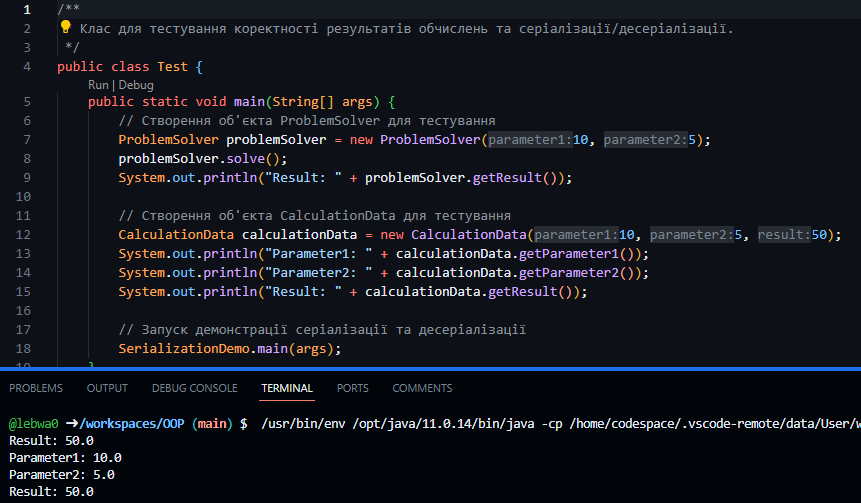 1 /**
2 Клас для тестування коректності результатів обчислень та серіалізації/десеріалізації.
3 */
4 public class Test {
Run | Debug
5 public static void main(String[] args) {
6 // Створення об'єкта ProblemSolver для тестування
7 ProblemSolver problemSolver = new ProblemSolver(parameter1:10, parameter2:5);
8 problemSolver.solve();
9 System.out.println("Result: " + problemSolver.getResult());
10
11 // Створення об'єкта CalculationData для тестування
12 CalculationData calculationData = new CalculationData(parameter1:10, parameter2:5, result:50);
13 System.out.println("Parameter1: " + calculationData.getParameter1());
14 System.out.println("Parameter2: " + calculationData.getParameter2());
15 System.out.println("Result: " + calculationData.getResult());
16
17 // Запуск демонстрації серіалізації та десеріалізації
18 SerializationDemo.main(args);
19 }
PROBLEMS OUTPUT DEBUG CONSOLE TERMINAL PORTS COMMENTS
@lebwa0 ➜/workspaces/OOP (main) $ /usr/bin/env /opt/java/11.0.14/bin/java -cp /home/codespace/.vscode-remote/data/User/w
Result: 50.0
Parameter1: 10.0
Parameter2: 5.0
Result: 50.0